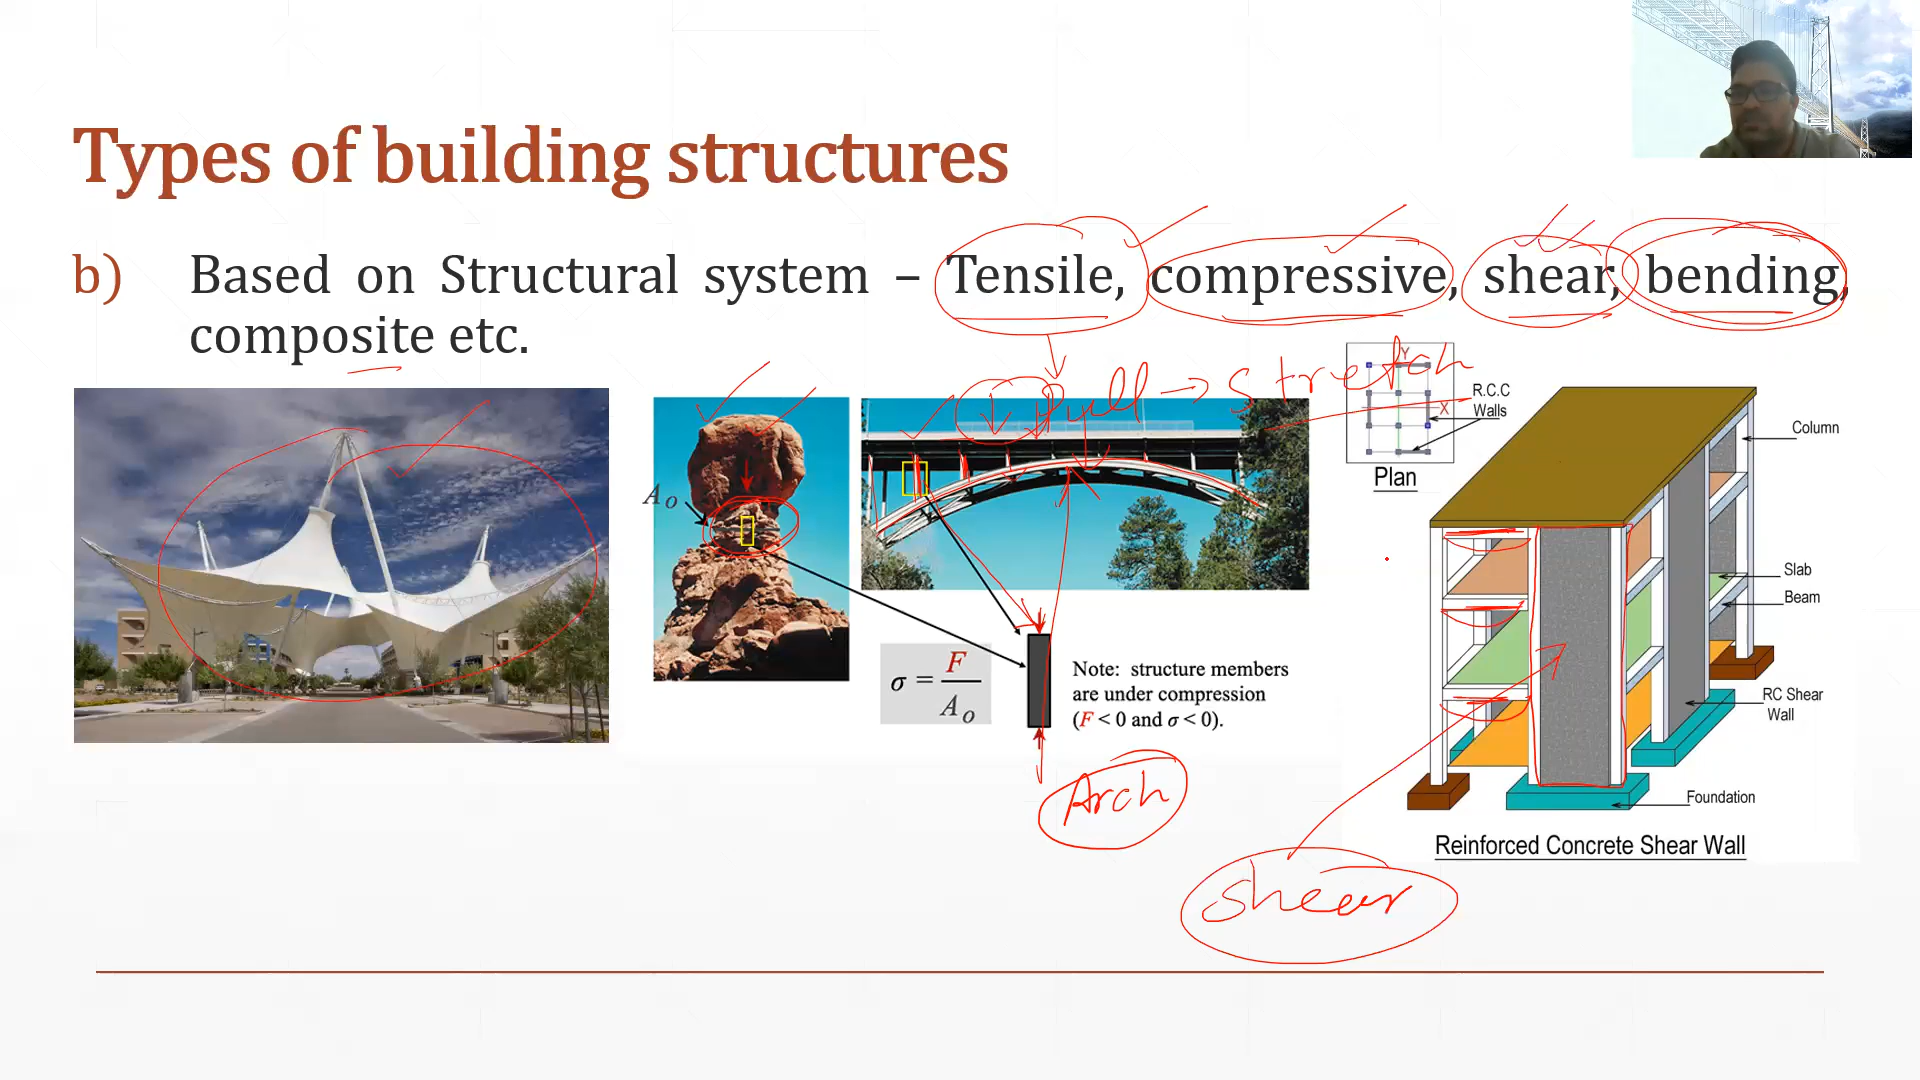 Types of building structures
b) Based on Structural system – Tensile, compressive, shear, bending,
composite etc.
Pull → stretch
Y
X
R.C.C
Walls
Plan
Column
Slab
Beam
RC Shear
Wall
Foundation
Reinforced Concrete Shear Wall
A₀
σ = F / A₀
Note: structure members
are under compression
(F < 0 and σ < 0).
Arch
shear